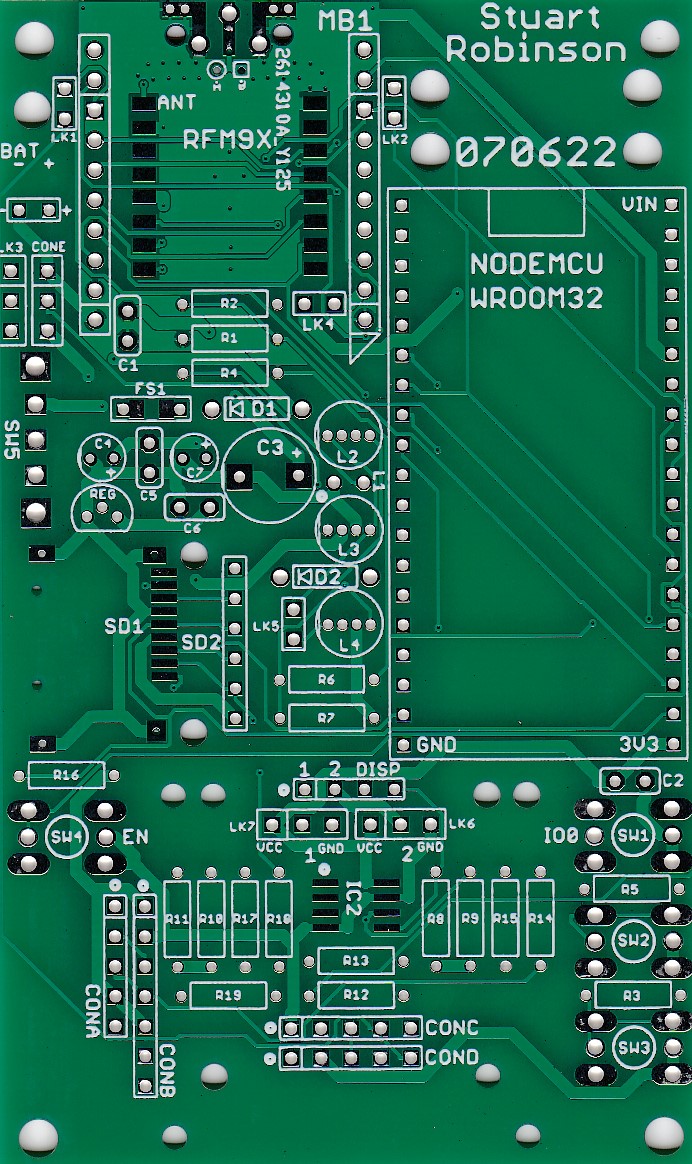 MB1
Stuart
Robinson
A B
ANT
RFM9X
261431 0A_Y125
LK1
LK2
070622
BAT
- +
- +
LK3 CONE
VIN
NODEMCU
WROOM32
R2
LK4
R1
C1
R4
FS1
D1
SW5
C4
+
C5
C7
+
C3 +
L2
L1
REG
C6
L3
D2
SD1
SD2
LK5
L4
R6
R7
GND
3V3
R16
1 2 DISP
C2
SW4
EN
LK7
LK6
VCC
GND
VCC
GND
1
2
IO0
SW1
IC2
R11
R10
R17
R18
R8
R9
R15
R14
R5
SW2
R13
R19
R12
R3
CONA
CONB
CONC
COND
SW3